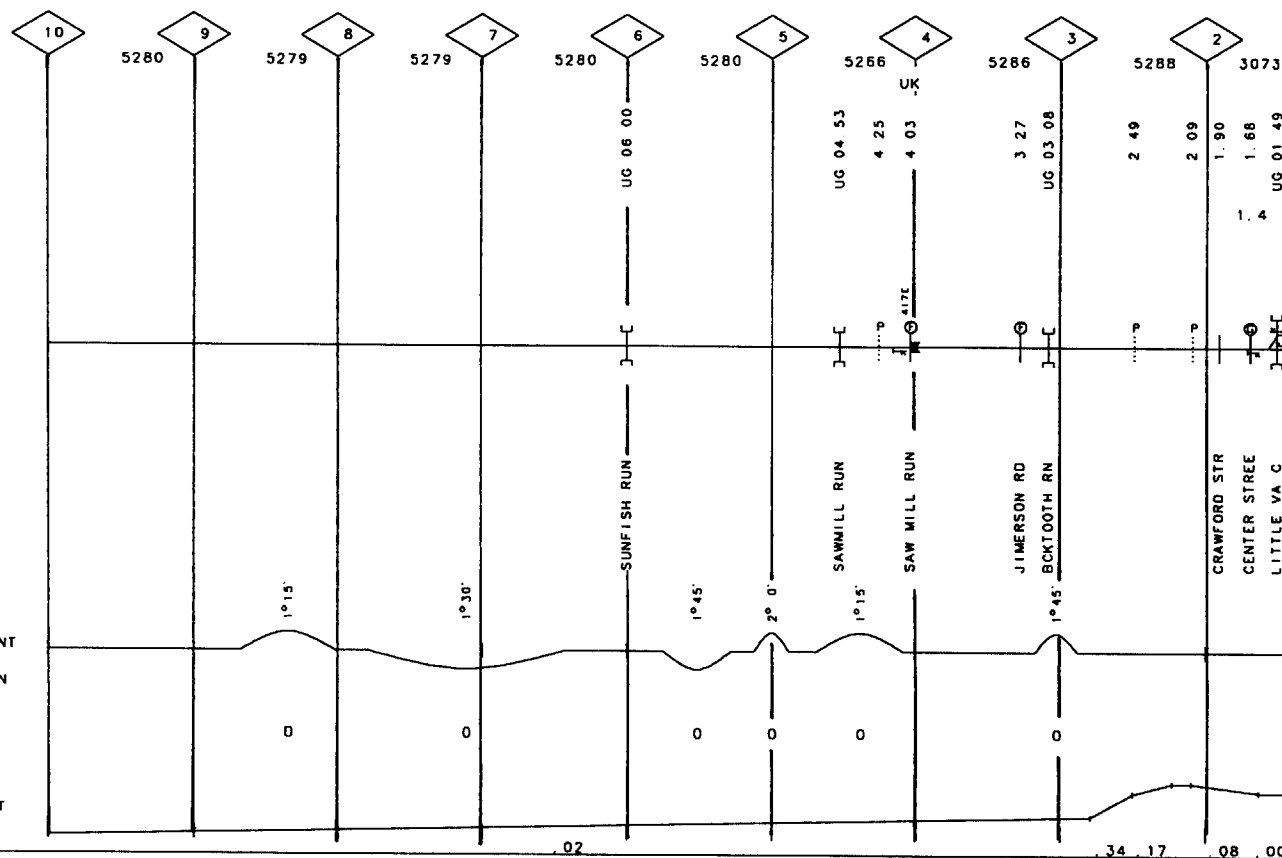 10 9 8 7 6 5 4 3 2
5280 5279 5279 5280 5280 5266 5286 5288 3073
UK
UG 06 00
UG 04 53
4 25
4 03
3 27
UG 03 08
2 49
2 09
1.90
1.68
UG 01 49
1.4
417E
P P P
SUNFISH RUN
SAWMILL RUN
SAW MILL RUN
JIMERSON RD
BCKTOOTH RN
CRAWFORD STR
CENTER STREE
LITTLE VA C
1°15' 1°30' 1°45' 2° 0' 1°15' 1°45'
NT
N
0 0 0 0 0 0
T
.02 .34 .17 .08 .00